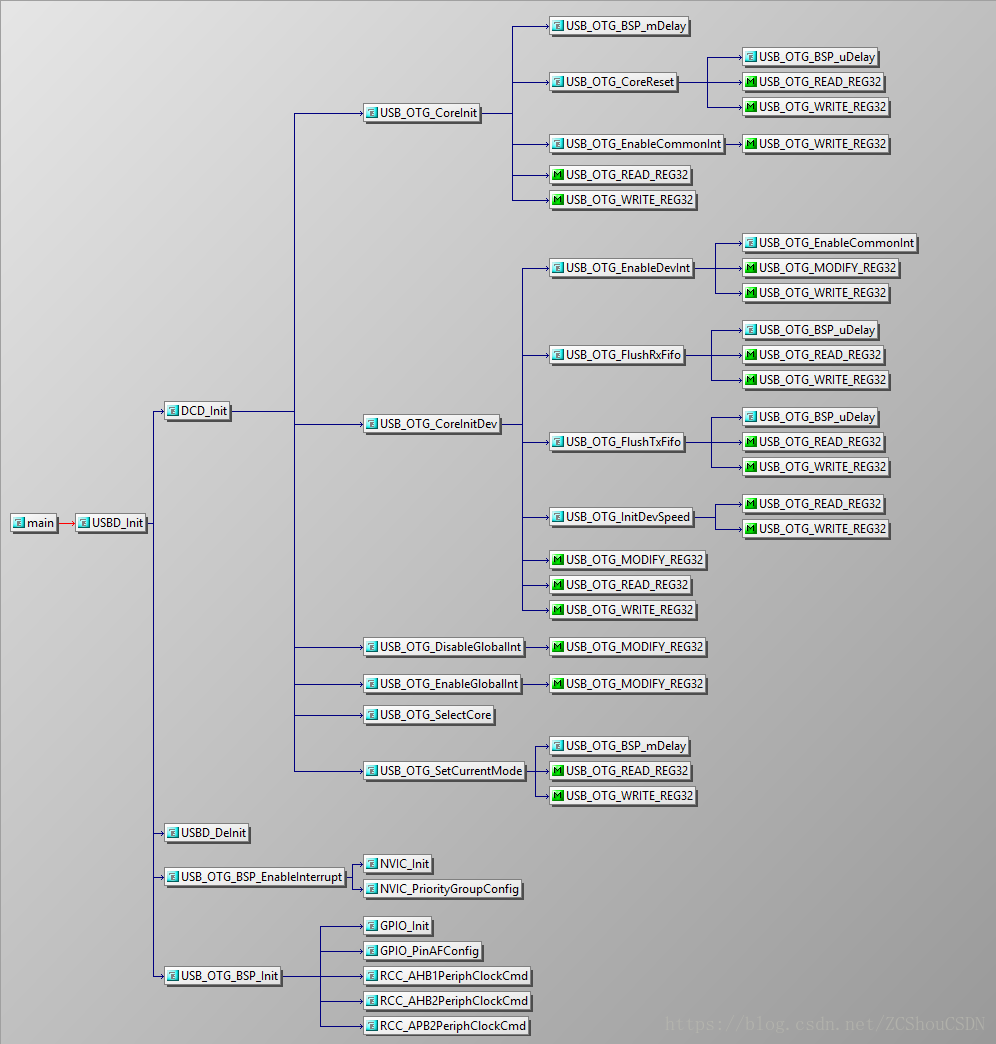 main
USBD_Init
DCD_Init
USB_OTG_CoreInit
USB_OTG_BSP_mDelay
USB_OTG_CoreReset
USB_OTG_BSP_uDelay
USB_OTG_READ_REG32
USB_OTG_WRITE_REG32
USB_OTG_EnableCommonInt
USB_OTG_WRITE_REG32
USB_OTG_READ_REG32
USB_OTG_WRITE_REG32
USB_OTG_CoreInitDev
USB_OTG_EnableDevInt
USB_OTG_EnableCommonInt
USB_OTG_MODIFY_REG32
USB_OTG_WRITE_REG32
USB_OTG_FlushRxFifo
USB_OTG_BSP_uDelay
USB_OTG_READ_REG32
USB_OTG_WRITE_REG32
USB_OTG_FlushTxFifo
USB_OTG_BSP_uDelay
USB_OTG_READ_REG32
USB_OTG_WRITE_REG32
USB_OTG_InitDevSpeed
USB_OTG_READ_REG32
USB_OTG_WRITE_REG32
USB_OTG_MODIFY_REG32
USB_OTG_READ_REG32
USB_OTG_WRITE_REG32
USB_OTG_DisableGlobalInt
USB_OTG_MODIFY_REG32
USB_OTG_EnableGlobalInt
USB_OTG_MODIFY_REG32
USB_OTG_SelectCore
USB_OTG_SetCurrentMode
USB_OTG_BSP_mDelay
USB_OTG_READ_REG32
USB_OTG_WRITE_REG32
USBD_DeInit
USB_OTG_BSP_EnableInterrupt
NVIC_Init
NVIC_PriorityGroupConfig
USB_OTG_BSP_Init
GPIO_Init
GPIO_PinAFConfig
RCC_AHB1PeriphClockCmd
RCC_AHB2PeriphClockCmd
RCC_APB2PeriphClockCmd
https://blog.csdn.net/ZCShouCSDN